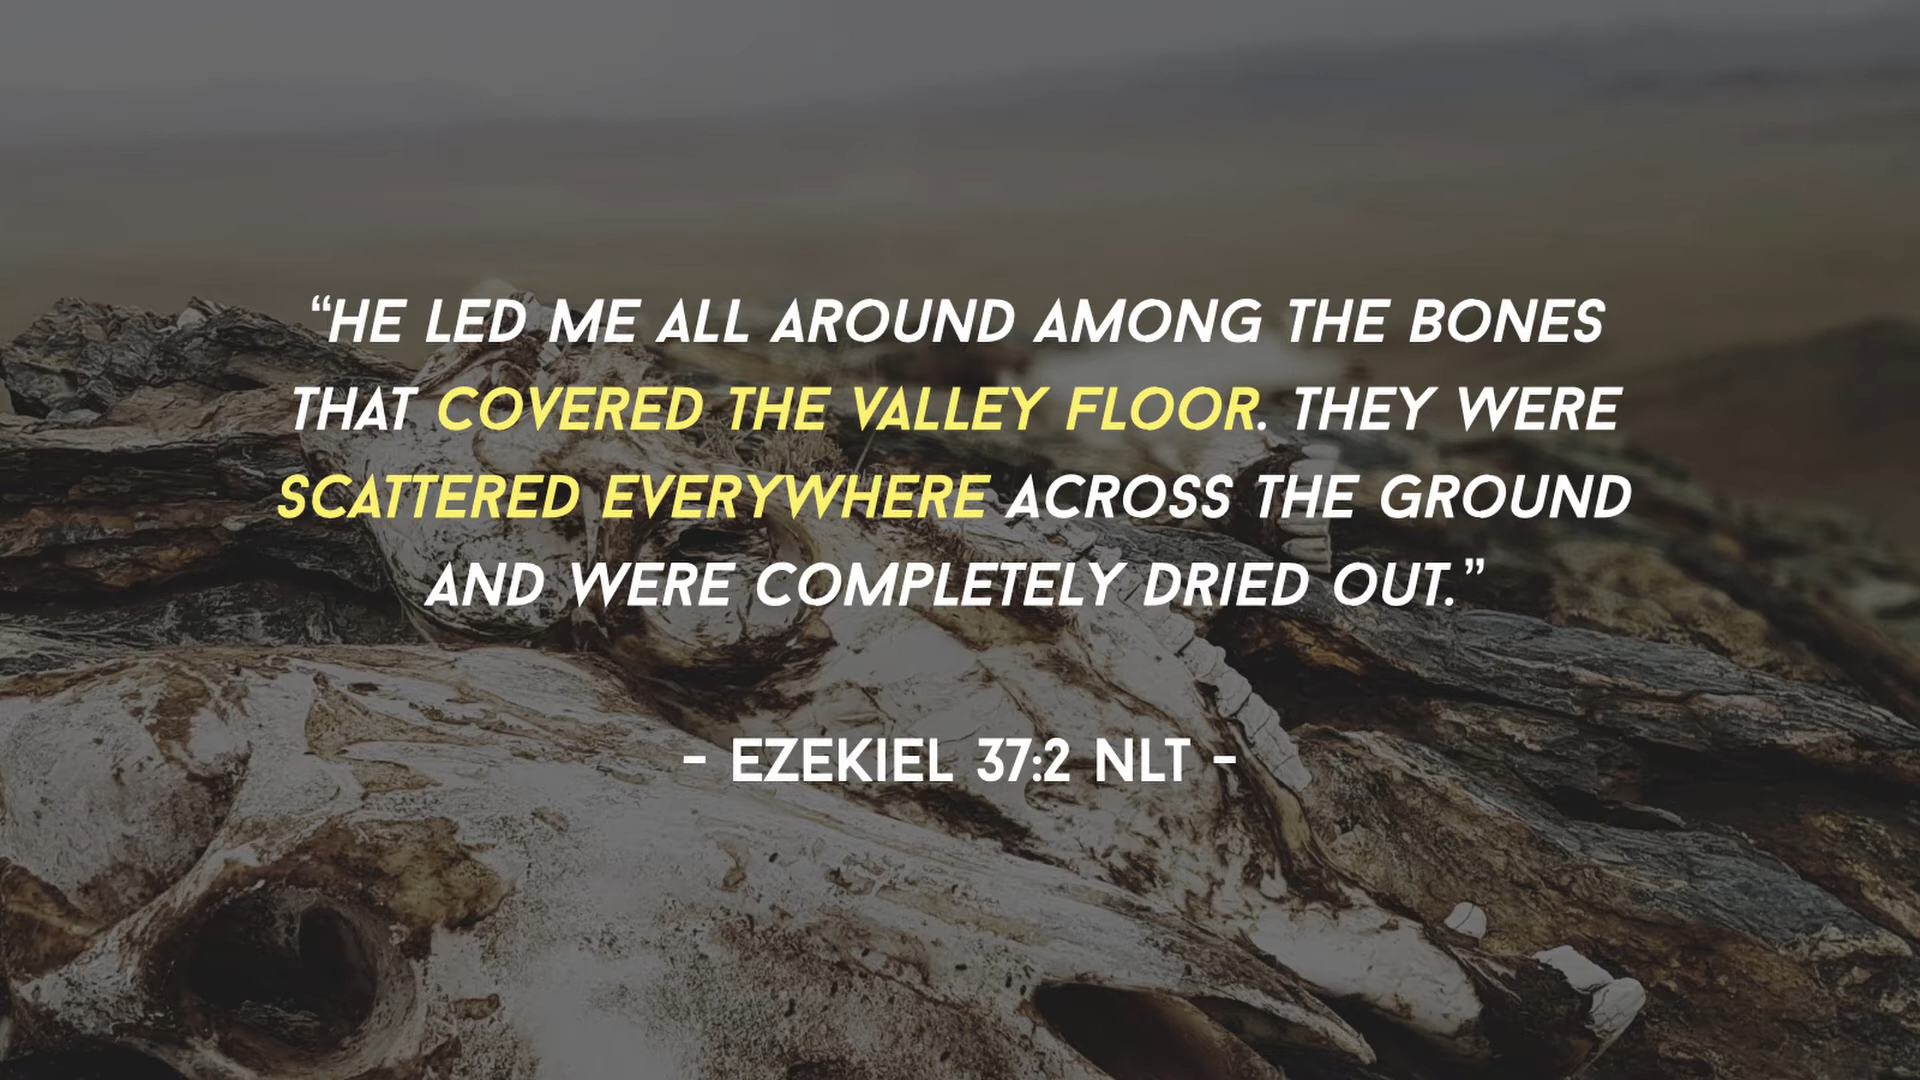 “HE LED ME ALL AROUND AMONG THE BONES
THAT COVERED THE VALLEY FLOOR. THEY WERE
SCATTERED EVERYWHERE ACROSS THE GROUND
AND WERE COMPLETELY DRIED OUT.”
- EZEKIEL 37:2 NLT -